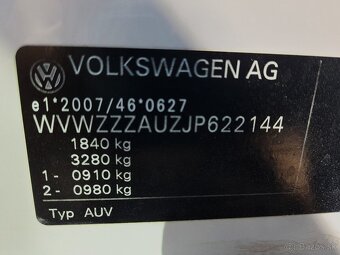 VOLKSWAGEN AG
e1*2007/46*0627
WVWZZZAUZJP622144
1840 kg
3280 kg
1- 0910 kg
2- 0980 kg
Typ AUV